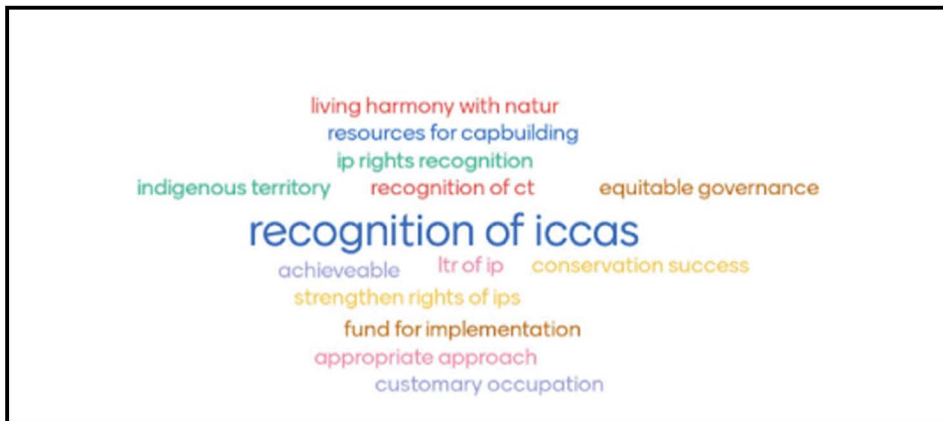 living harmony with natur
resources for capbuilding
ip rights recognition
indigenous territory recognition of ct equitable governance
recognition of iccas
achieveable ltr of ip conservation success
strengthen rights of ips
fund for implementation
appropriate approach
customary occupation